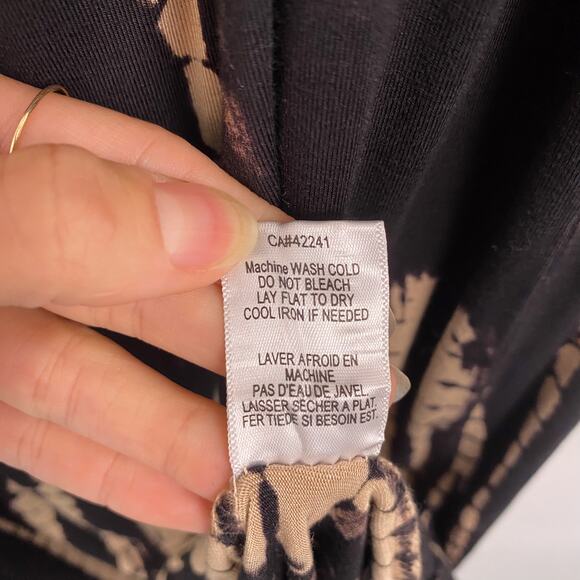 CA#42241
Machine WASH COLD
DO NOT BLEACH
LAY FLAT TO DRY
COOL IRON IF NEEDED
LAVER AFROID EN
MACHINE
PAS D'EAU DE JAVEL.
LAISSER SÉCHER A PLAT.
FER TIEDE SI BESOIN EST.